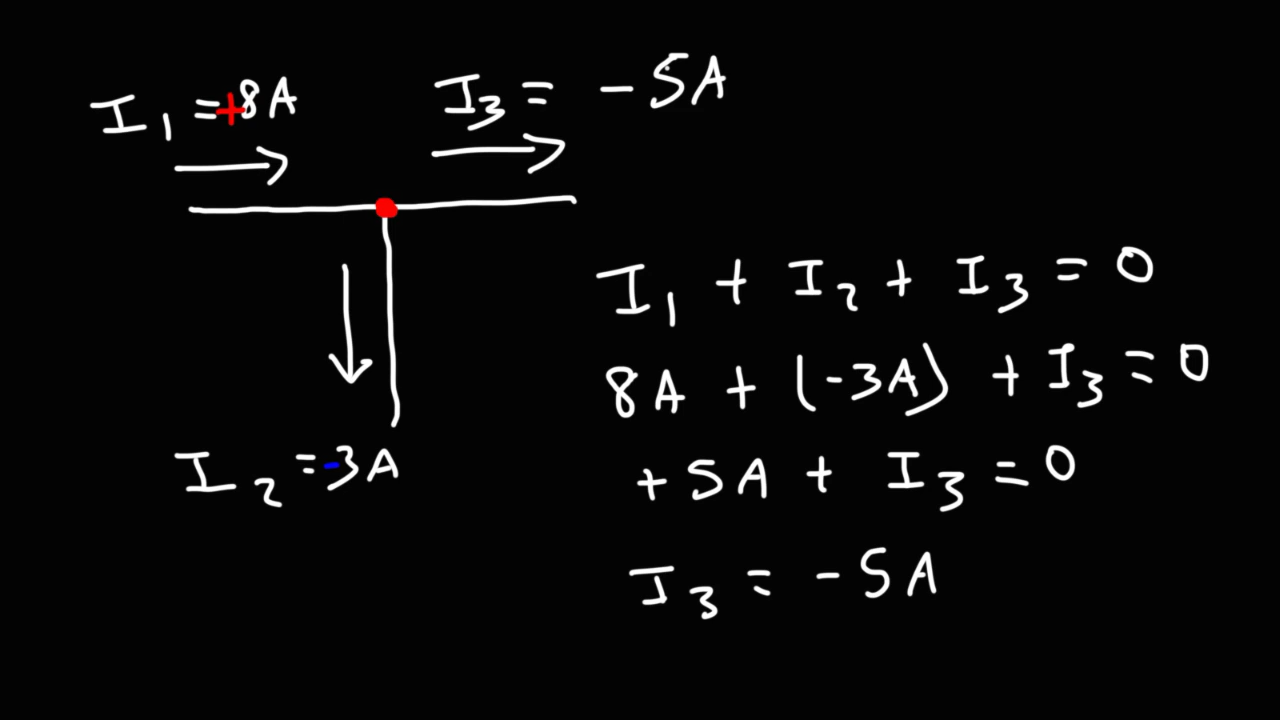 I₁ = +8A
I₃ = -5A
I₁ + I₂ + I₃ = 0
8A + (-3A) + I₃ = 0
I₂ = -3A
+5A + I₃ = 0
I₃ = -5A